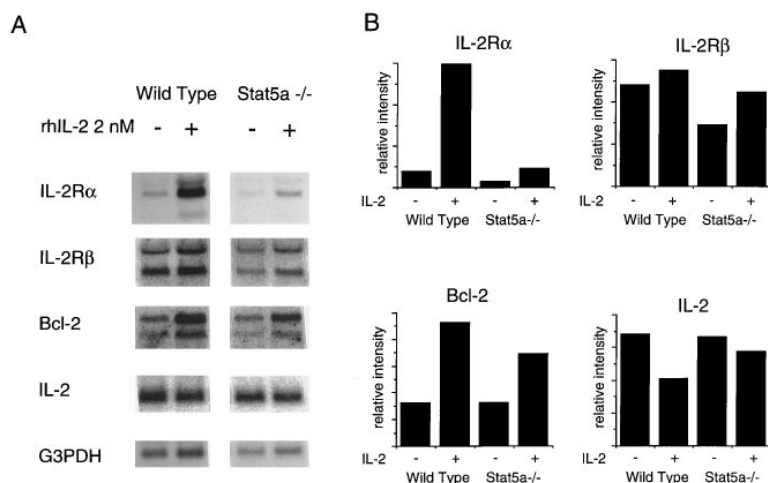 A
Wild Type Stat5a -/-
rhIL-2 2 nM - + - +
IL-2Rα
IL-2Rβ
Bcl-2
IL-2
G3PDH
B
IL-2Rα
relative intensity
IL-2 - + - +
Wild Type Stat5a-/-
IL-2Rβ
relative intensity
IL-2 - + - +
Wild Type Stat5a-/-
Bcl-2
relative intensity
IL-2 - + - +
Wild Type Stat5a-/-
IL-2
relative intensity
IL-2 - + - +
Wild Type Stat5a-/-